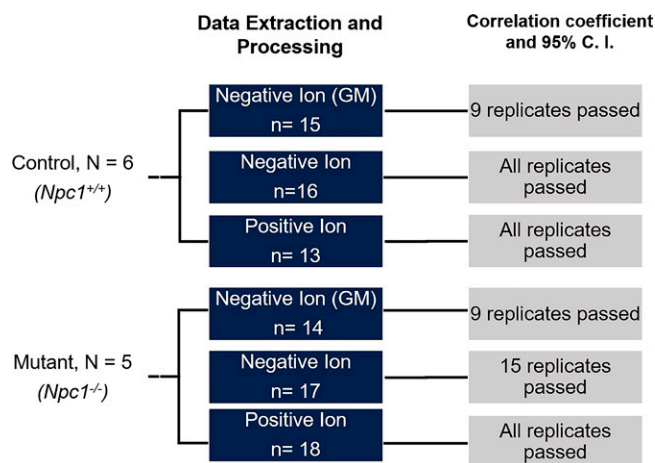 Data Extraction and
Processing
Correlation coefficient
and 95% C. I.
Control, N = 6
(Npc1+/+)
Negative Ion (GM)
n= 15
9 replicates passed
Negative Ion
n=16
All replicates
passed
Positive Ion
n= 13
All replicates
passed
Mutant, N = 5
(Npc1-/-)
Negative Ion (GM)
n= 14
9 replicates passed
Negative Ion
n= 17
15 replicates
passed
Positive Ion
n= 18
All replicates
passed